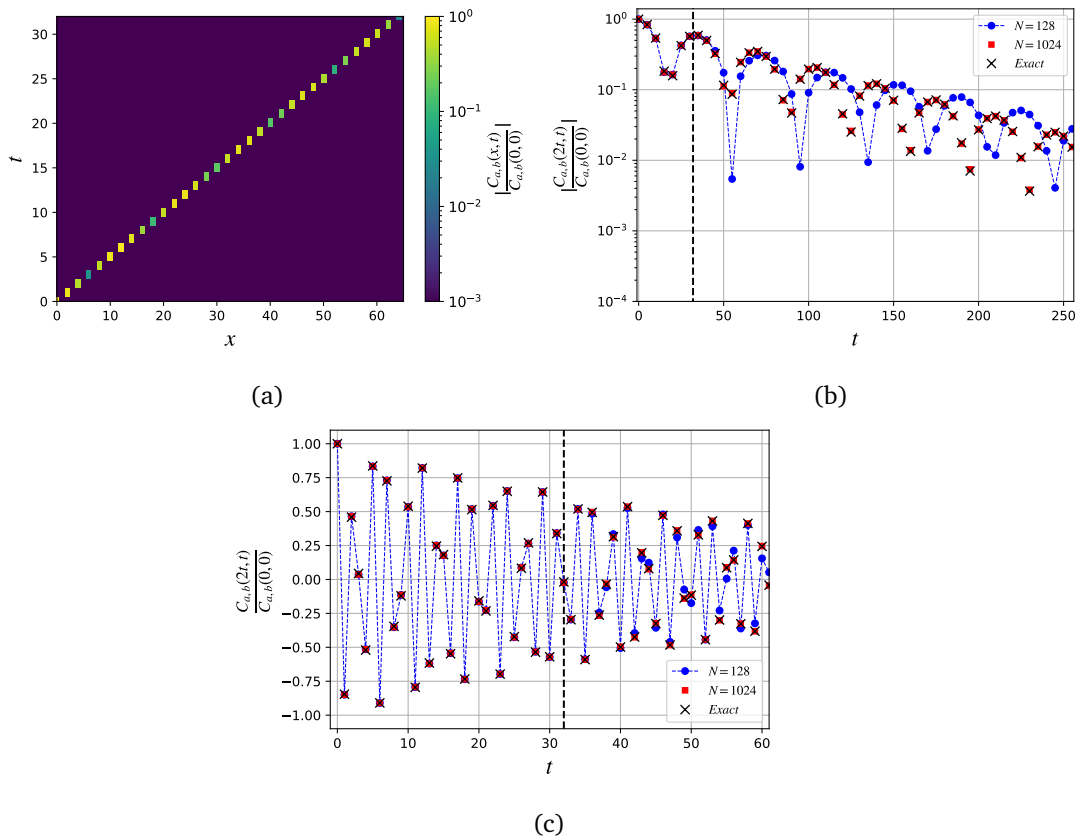 30
25
20
15
10
5
0
t
0 10 20 30 40 50 60
x
10^0
10^{-1}
10^{-2}
10^{-3}
|C_{a,b}(x,t)/C_{a,b}(0,0)|
(a)
10^0
10^{-1}
10^{-2}
10^{-3}
10^{-4}
|C_{a,b}(2t,t)/C_{a,b}(0,0)|
N = 128
N = 1024
Exact
0 50 100 150 200 250
t
(b)
1.00
0.75
0.50
0.25
0.00
−0.25
−0.50
−0.75
−1.00
C_{a,b}(2t,t)/C_{a,b}(0,0)
N = 128
N = 1024
Exact
0 10 20 30 40 50 60
t
(c)